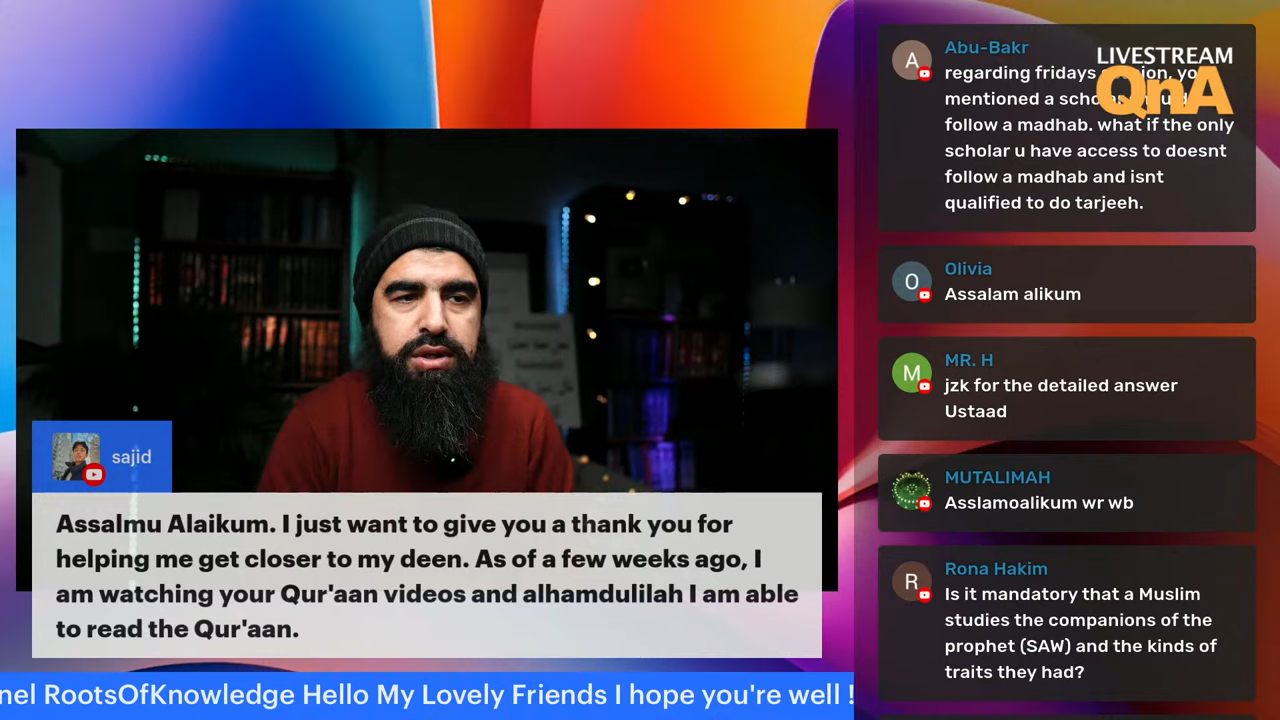 sajid
Assalmu Alaikum. I just want to give you a thank you for
helping me get closer to my deen. As of a few weeks ago, I
am watching your Qur'aan videos and alhamdulilah I am able
to read the Qur'aan.
nel RootsOfKnowledge Hello My Lovely Friends I hope you're well !
LIVESTREAM
QnA
A
Abu-Bakr
regarding fridays
mentioned a
follow a madhab. what if the only
scholar u have access to doesnt
follow a madhab and isnt
qualified to do tarjeeh.
O
Olivia
Assalam alikum
M
MR. H
jzk for the detailed answer
Ustaad
MUTALIMAH
Asslamoalikum wr wb
R
Rona Hakim
Is it mandatory that a Muslim
studies the companions of the
prophet (SAW) and the kinds of
traits they had?